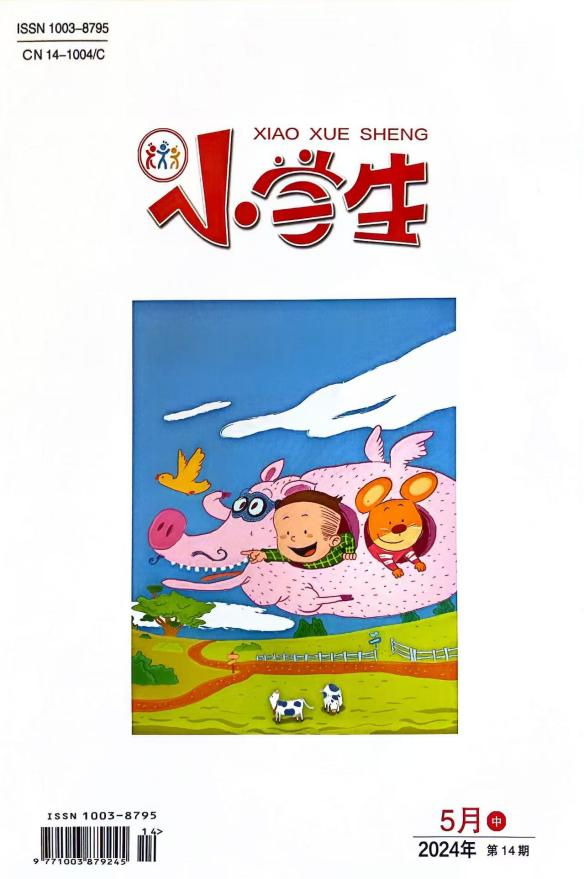 ISSN 1003-8795
CN 14-1004/C
XIAO XUE SHENG
小学生
ISSN 1003-8795
14>
9 771003 879245
5月 中
2024年 第14期